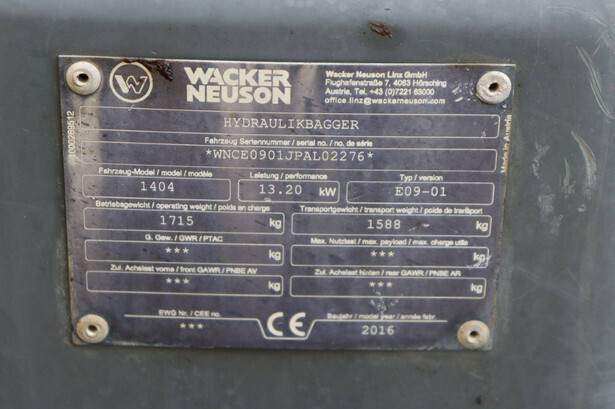 WACKER
NEUSON
Wacker Neuson Linz GmbH
Flughafenstraße 7, 4063 Hörsching
Austria, Tel. +43 (0)7221 63000
office.linz@wackerneuson.com
HYDRAULIKBAGGER
Fahrzeug Seriennummer / serial no. / no. de série
*WNCE0901JPAL02276*
Fahrzeug-Model / model / modèle
Leistung / performance
Typ / version
1404
13.20 kW
E09-01
Betriebsgewicht / operating weight / poids en charge
Transportgewicht / transport weight / poids de transport
1715 kg
1588 kg
G. Gew. / GWR / PTAC
Max. Nutzlast / max. payload / max. charge utile
*** kg
*** kg
Zul. Achslast vorne / front GAWR / PNBE AV
Zul. Achslast hinten / rear GAWR / PNBE AR
*** kg
*** kg
EWG Nr. / CEE no.
***
CE
Baujahr / model year / année fabr.
2016
Made in Austria
1000289512